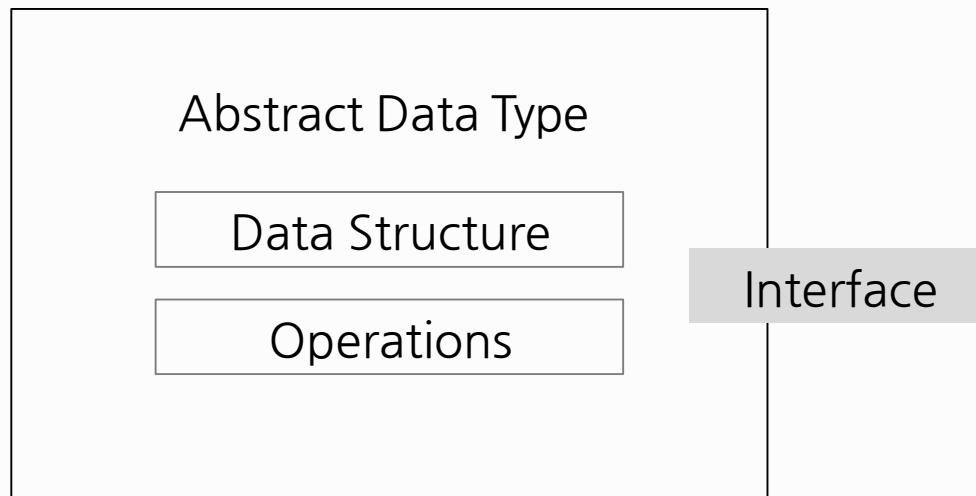 Abstract Data Type
Data Structure
Interface
Operations